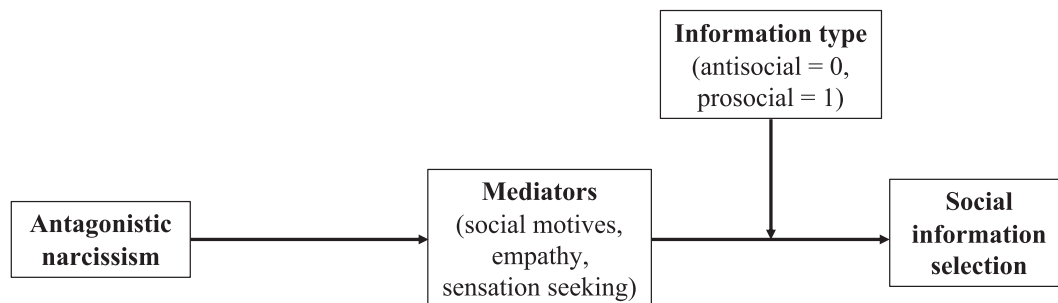 Information type
(antisocial = 0,
prosocial = 1)
Antagonistic
narcissism
Mediators
(social motives,
empathy,
sensation seeking)
Social
information
selection